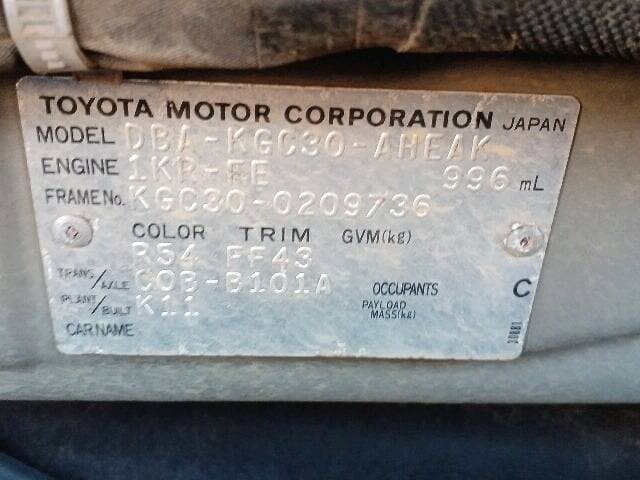 TOYOTA MOTOR CORPORATION JAPAN
MODEL DBA-KGC30-AHEAK
ENGINE 1KR-FE 996 mL
FRAME No. KGC30-0209736
COLOR TRIM GVM(kg)
R54 FF43
TRANS/AXLE COB-B101A OCCUPANTS C
PLANT/BUILT K11 PAYLOAD MASS(kg)
CAR NAME